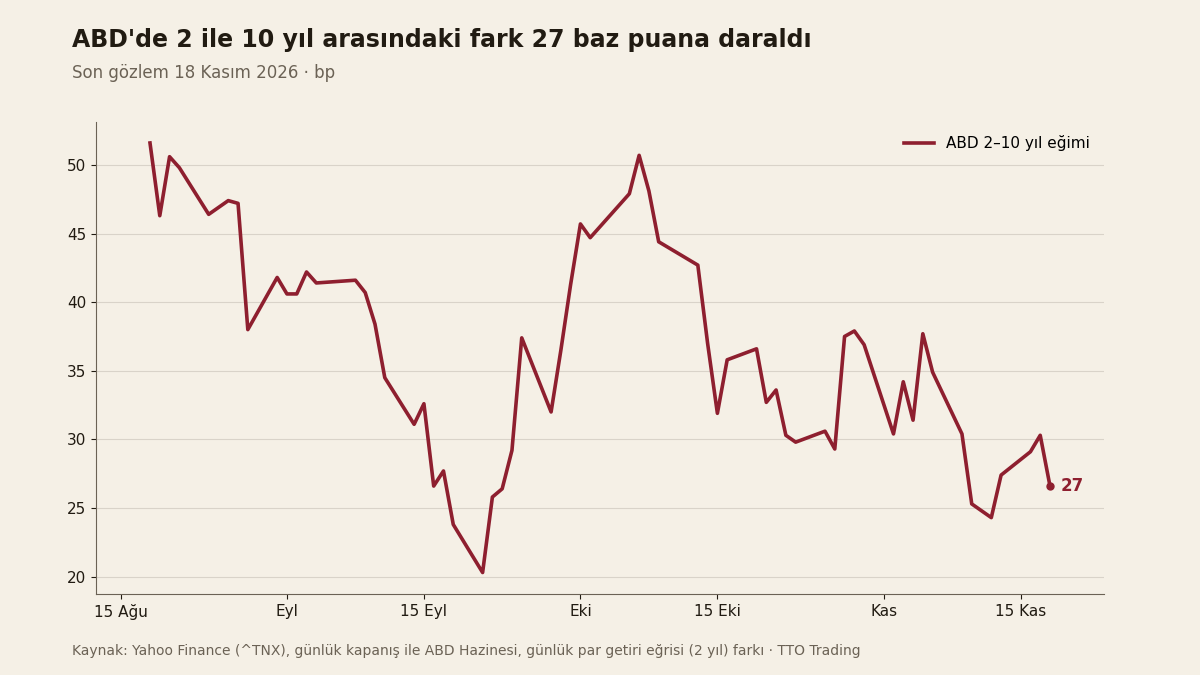 ABD'de 2 ile 10 yıl arasındaki fark 27 baz puana daraldı
Son gözlem 18 Kasım 2026 · bp
ABD 2–10 yıl eğimi
50
45
40
35
30
25
20
27
15 Ağu
Eyl
15 Eyl
Eki
15 Eki
Kas
15 Kas
Kaynak: Yahoo Finance (^TNX), günlük kapanış ile ABD Hazinesi, günlük par getiri eğrisi (2 yıl) farkı · TTO Trading